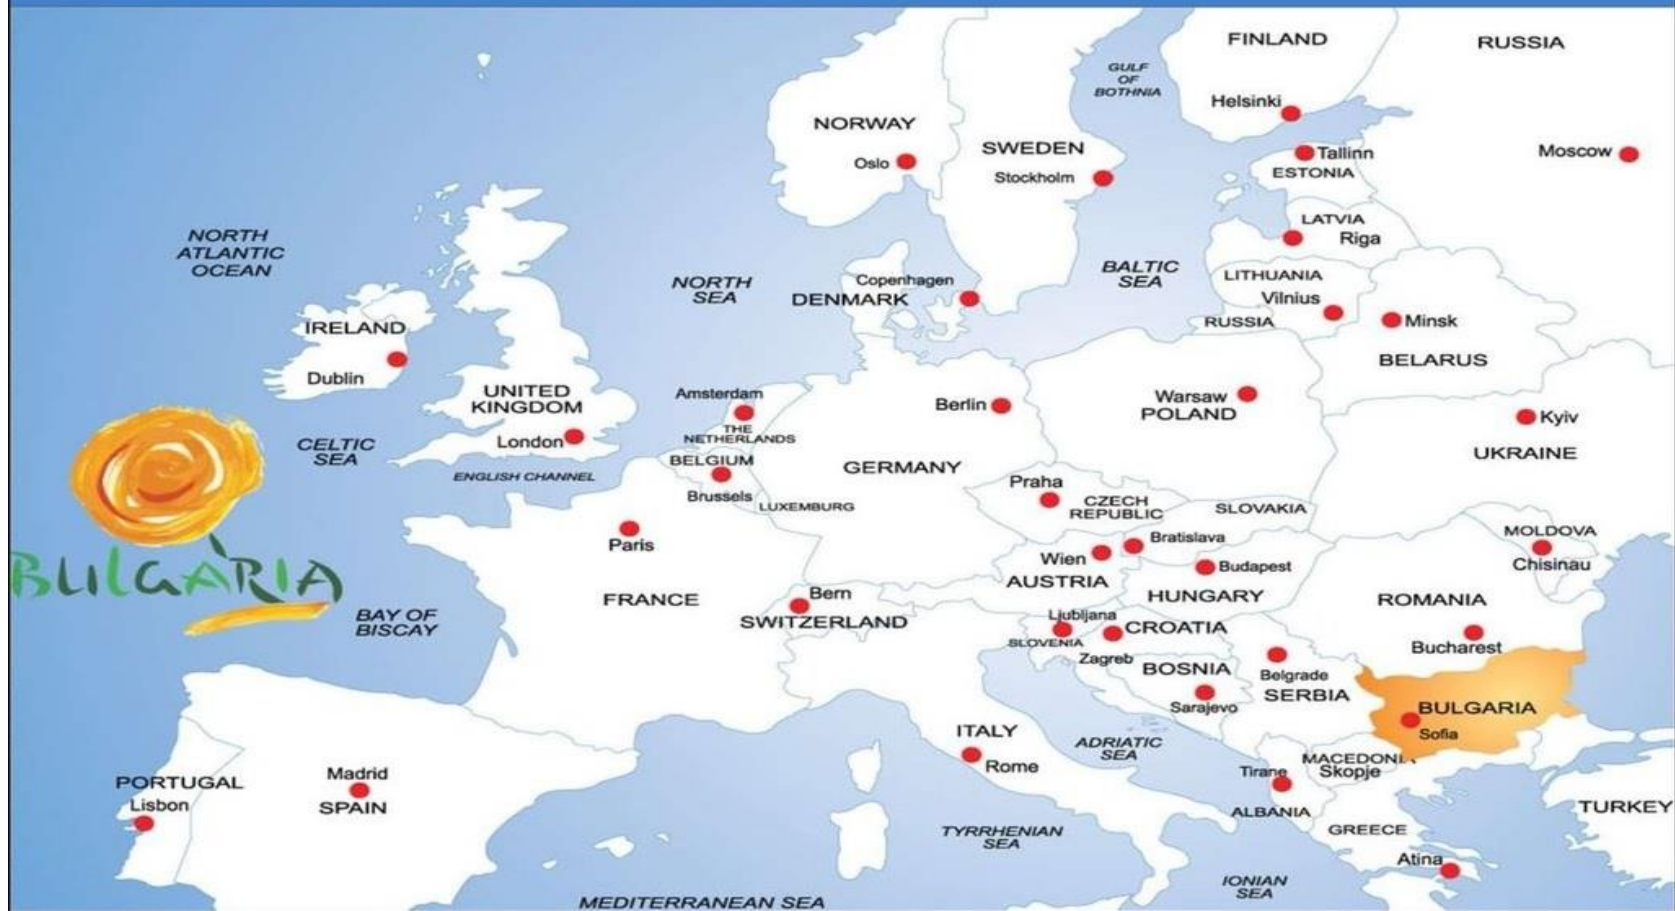 FINLAND
RUSSIA
GULF
OF
BOTHNIA
Helsinki
NORWAY
Oslo
SWEDEN
Stockholm
Tallinn
ESTONIA
Moscow
LATVIA
Riga
NORTH
ATLANTIC
OCEAN
NORTH
SEA
Copenhagen
DENMARK
BALTIC
SEA
LITHUANIA
Vilnius
RUSSIA
Minsk
BELARUS
IRELAND
Dublin
UNITED
KINGDOM
London
CELTIC
SEA
ENGLISH CHANNEL
Amsterdam
THE
NETHERLANDS
BELGIUM
Brussels
LUXEMBURG
Berlin
GERMANY
Warsaw
POLAND
Kyiv
UKRAINE
Praha
CZECH
REPUBLIC
SLOVAKIA
Bratislava
Wien
AUSTRIA
Budapest
HUNGARY
MOLDOVA
Chisinau
Paris
FRANCE
BULGARIA
BAY OF
BISCAY
Bern
SWITZERLAND
Ljubljana
SLOVENIA
CROATIA
Zagreb
BOSNIA
Sarajevo
Belgrade
SERBIA
ROMANIA
Bucharest
BULGARIA
Sofia
ITALY
Rome
ADRIATIC
SEA
MACEDONIA
Skopje
Tirane
ALBANIA
GREECE
Atina
TURKEY
PORTUGAL
Lisbon
Madrid
SPAIN
TYRRHENIAN
SEA
IONIAN
SEA
MEDITERRANEAN SEA